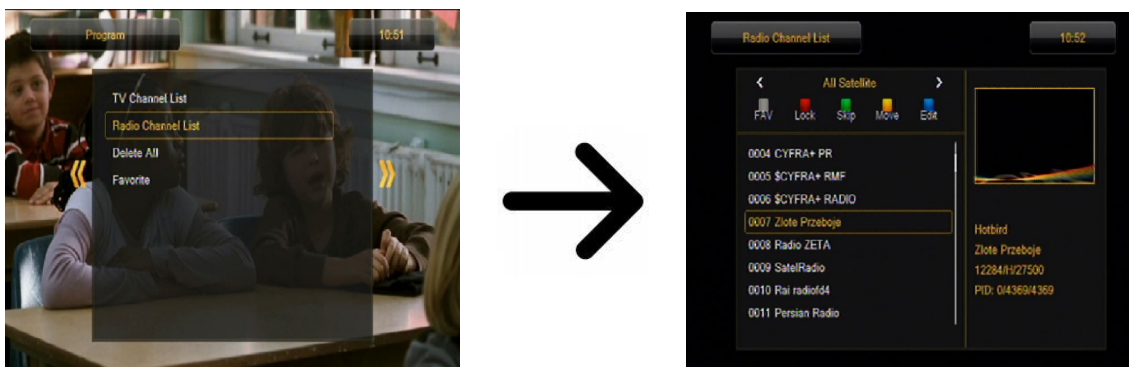 Program
10:51
TV Channel List
Radio Channel List
Delete All
Favorite
Radio Channel List
10:52
All Satellite
FAV Lock Skip Move Edit
0004 CYFRA+ PR
0005 $CYFRA+ RMF
0006 $CYFRA+ RADIO
0007 Zlote Przeboje
0008 Radio ZETA
0009 SatelRadio
0010 Rai radiofd4
0011 Persian Radio
Hotbird
Zlote Przeboje
12284/H/27500
PID: 0/4369/4369